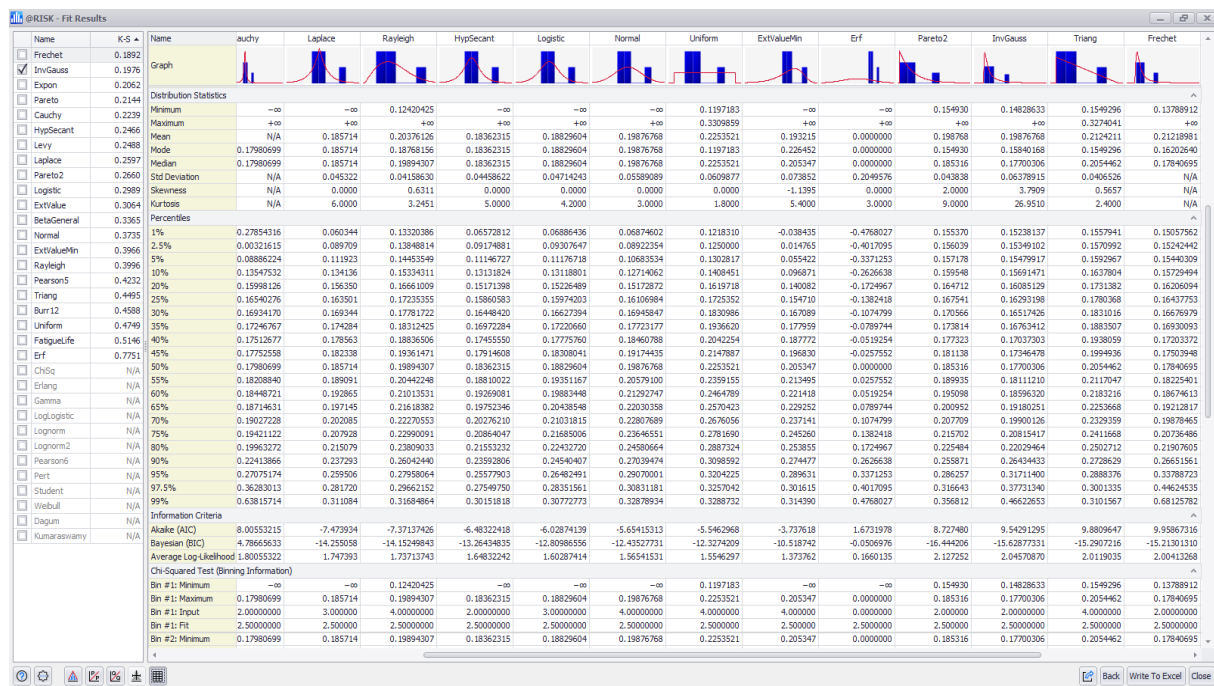 @RISK - Fit Results
Name K-S
Frechet 0.1892
InvGauss 0.1976
Expon 0.2062
Pareto 0.2144
Cauchy 0.2239
HypSecant 0.2466
Levy 0.2488
Laplace 0.2597
Pareto2 0.2660
Logistic 0.2989
ExtValue 0.3064
BetaGeneral 0.3365
Normal 0.3735
ExtValueMin 0.3966
Rayleigh 0.3996
Pearson5 0.4232
Triang 0.4495
Burr12 0.4588
Uniform 0.4749
FatigueLife 0.5146
Erf 0.7751
ChiSq N/A
Erlang N/A
Gamma N/A
LogLogistic N/A
Lognorm N/A
Lognorm2 N/A
Pearson6 N/A
Pert N/A
Student N/A
Weibull N/A
Dagum N/A
Kumaraswamy N/A
Name auchy Laplace Rayleigh HypSecant Logistic Normal Uniform ExtValueMin Erf Pareto2 InvGauss Triang Frechet
Graph
Distribution Statistics
Minimum -∞ -∞ 0.12420425 -∞ -∞ -∞ 0.1197183 -∞ -∞ 0.154930 0.14828633 0.1549296 0.13788912
Maximum +∞ +∞ +∞ +∞ +∞ +∞ 0.3309859 +∞ +∞ +∞ +∞ 0.3274041 +∞
Mean N/A 0.185714 0.20376126 0.18362315 0.18829604 0.19876768 0.2253521 0.193215 0.0000000 0.198768 0.19876768 0.2124211 0.21218981
Mode 0.17980699 0.185714 0.18768156 0.18362315 0.18829604 0.19876768 0.1197183 0.226452 0.0000000 0.154930 0.15840168 0.1549296 0.16202640
Median 0.17980699 0.185714 0.19894307 0.18362315 0.18829604 0.19876768 0.2253521 0.205347 0.0000000 0.185316 0.17700306 0.2054462 0.17840695
Std Deviation N/A 0.045322 0.04158630 0.04458622 0.04714243 0.05589089 0.0609877 0.073852 0.2049576 0.043838 0.06378915 0.0406526 N/A
Skewness N/A 0.0000 0.6311 0.0000 0.0000 0.0000 0.0000 -1.1395 0.0000 2.0000 3.7909 0.5657 N/A
Kurtosis N/A 6.0000 3.2451 5.0000 4.2000 3.0000 1.8000 5.4000 3.0000 9.0000 26.9510 2.4000 N/A
Percentiles
1% 0.27854316 0.060344 0.13320386 0.06572812 0.06886436 0.06874602 0.1218310 -0.038435 -0.4768027 0.155370 0.15238137 0.1557941 0.15057562
2.5% 0.00321615 0.089709 0.13848814 0.09174881 0.09307647 0.08922354 0.1250000 0.014765 -0.4017095 0.156039 0.15349102 0.1570992 0.15242442
5% 0.08886224 0.111923 0.14453549 0.11146727 0.11176718 0.10683534 0.1302817 0.055422 -0.3371253 0.157178 0.15479917 0.1592967 0.15440309
10% 0.13547532 0.134136 0.15334311 0.13131824 0.13118801 0.12714062 0.1408451 0.096871 -0.2626638 0.159548 0.15691471 0.1637804 0.15729494
20% 0.15998126 0.156350 0.16661009 0.15171398 0.15226489 0.15172872 0.1619718 0.140082 -0.1724967 0.164712 0.16085129 0.1731382 0.16206094
25% 0.16540276 0.163501 0.17235355 0.15860583 0.15974203 0.16106984 0.1725352 0.154710 -0.1382418 0.167541 0.16293198 0.1780368 0.16437753
30% 0.16934170 0.169344 0.17781722 0.16448420 0.16627394 0.16945847 0.1830986 0.167089 -0.1074799 0.170566 0.16517426 0.1831016 0.16676979
35% 0.17246767 0.174284 0.18312425 0.16972284 0.17220660 0.17723177 0.1936620 0.177959 -0.0789744 0.173814 0.16763412 0.1883507 0.16930093
40% 0.17512677 0.178563 0.18836506 0.17455550 0.17775760 0.18460788 0.2042254 0.187772 -0.0519254 0.177323 0.17037303 0.1938059 0.17203372
45% 0.17752558 0.182338 0.19361471 0.17914608 0.18308041 0.19174435 0.2147887 0.196830 -0.0257552 0.181138 0.17346478 0.1994936 0.17503948
50% 0.17980699 0.185714 0.19894307 0.18362315 0.18829604 0.19876768 0.2253521 0.205347 0.0000000 0.185316 0.17700306 0.2054462 0.17840695
55% 0.18208840 0.189091 0.20442248 0.18810022 0.19351167 0.20579100 0.2359155 0.213495 0.0257552 0.189935 0.18111210 0.2117047 0.18225401
60% 0.18448721 0.192865 0.21013531 0.19269081 0.19883448 0.21292747 0.2464789 0.221418 0.0519254 0.195098 0.18596320 0.2183216 0.18674613
65% 0.18714631 0.197145 0.21618382 0.19752346 0.20438548 0.22030358 0.2570423 0.229252 0.0789744 0.200952 0.19180251 0.2253668 0.19212817
70% 0.19027228 0.202085 0.22270553 0.20276210 0.21031815 0.22807689 0.2676056 0.237141 0.1074799 0.207709 0.19900126 0.2329359 0.19878465
75% 0.19421122 0.207928 0.22990091 0.20864047 0.21685006 0.23646551 0.2781690 0.245260 0.1382418 0.215702 0.20815417 0.2411668 0.20736486
80% 0.19963272 0.215079 0.23809033 0.21553232 0.22432720 0.24580664 0.2887324 0.253855 0.1724967 0.225484 0.22029464 0.2502712 0.21907605
90% 0.22413866 0.237293 0.26042440 0.23592806 0.24540407 0.27039474 0.3098592 0.274477 0.2626638 0.255871 0.26434433 0.2728629 0.26651561
95% 0.27075174 0.259506 0.27958064 0.25577903 0.26482491 0.29070001 0.3204225 0.289631 0.3371253 0.286257 0.31711400 0.2888376 0.33788723
97.5% 0.36283013 0.281720 0.29662152 0.27549750 0.28351561 0.30831181 0.3257042 0.301615 0.4017095 0.316643 0.37731340 0.3001335 0.44624535
99% 0.63815714 0.311084 0.31684864 0.30151818 0.30772773 0.32878934 0.3288732 0.314390 0.4768027 0.356812 0.46622653 0.3101567 0.68125782
Information Criteria
Akaike (AIC) 8.00553215 -7.473934 -7.37137426 -6.48322418 -6.02874139 -5.65415313 -5.5462968 -3.737618 1.6731978 8.727480 9.54291295 9.8809647 9.95867316
Bayesian (BIC) 4.78665633 -14.255058 -14.15249843 -13.26434835 -12.80986556 -12.43527731 -12.3274209 -10.518742 -0.0506976 -16.444206 -15.62877331 -15.2907216 -15.21301310
Average Log-Likelihood 1.80055322 1.747393 1.73713743 1.64832242 1.60287414 1.56541531 1.5546297 1.373762 0.1660135 2.127252 2.04570870 2.0119035 2.00413268
Chi-Squared Test (Binning Information)
Bin #1: Minimum -∞ -∞ 0.12420425 -∞ -∞ -∞ 0.1197183 -∞ -∞ 0.154930 0.14828633 0.1549296 0.13788912
Bin #1: Maximum 0.17980699 0.185714 0.19894307 0.18362315 0.18829604 0.19876768 0.2253521 0.205347 0.0000000 0.185316 0.17700306 0.2054462 0.17840695
Bin #1: Input 2.00000000 3.000000 4.00000000 2.00000000 3.00000000 4.00000000 4.0000000 4.000000 0.0000000 2.000000 2.00000000 4.0000000 2.00000000
Bin #1: Fit 2.50000000 2.500000 2.50000000 2.50000000 2.50000000 2.50000000 2.5000000 2.500000 2.5000000 2.500000 2.50000000 2.5000000 2.50000000
Bin #2: Minimum 0.17980699 0.185714 0.19894307 0.18362315 0.18829604 0.19876768 0.2253521 0.205347 0.0000000 0.185316 0.17700306 0.2054462 0.17840695
Back Write To Excel Close